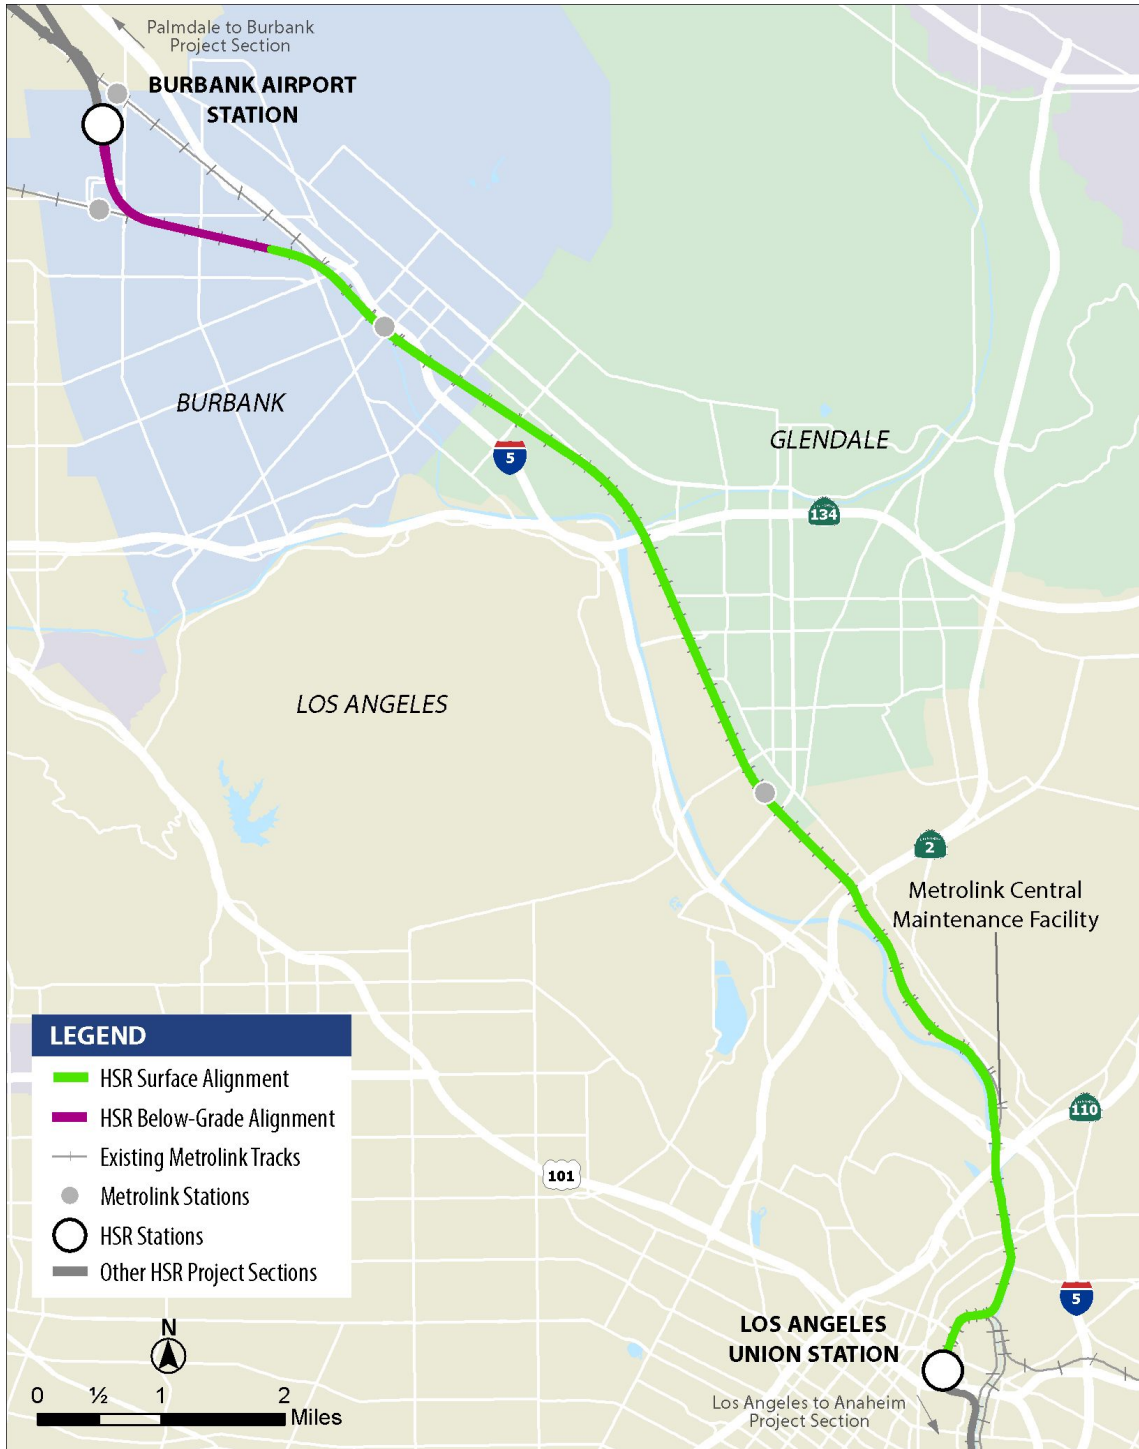 Palmdale to Burbank
Project Section
BURBANK AIRPORT
STATION
BURBANK
5
GLENDALE
134
LOS ANGELES
2
Metrolink Central
Maintenance Facility
LEGEND
HSR Surface Alignment
HSR Below-Grade Alignment
Existing Metrolink Tracks
Metrolink Stations
HSR Stations
Other HSR Project Sections
110
101
5
LOS ANGELES
UNION STATION
Los Angeles to Anaheim
Project Section
N
0 ½ 1 2
Miles